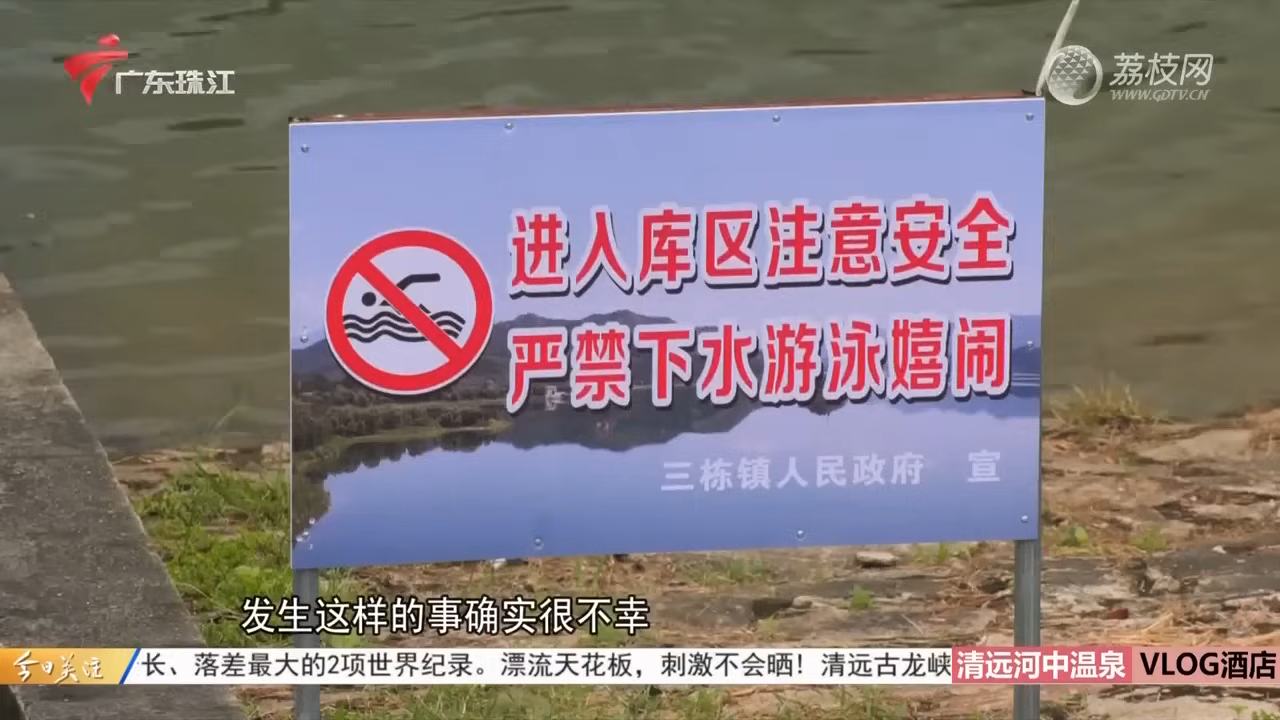 广东珠江
荔枝网
WWW.GDTV.CN
进入库区注意安全
严禁下水游泳嬉闹
三栋镇人民政府 宣
发生这样的事确实很不幸
今日关注
长、落差最大的2项世界纪录。漂流天花板，刺激不会晒！清远古龙峡
清远河中温泉 VLOG酒店